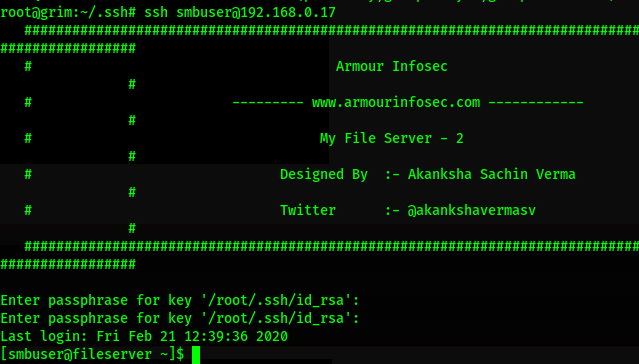 root@grim:~/.ssh# ssh smbuser@192.168.0.17
##############################################################################
#################
# Armour Infosec
#
# --------- www.armourinfosec.com ------------
#
# My File Server - 2
#
# Designed By :- Akanksha Sachin Verma
#
# Twitter :- @akankshavermasv
#
##############################################################################
#################
Enter passphrase for key '/root/.ssh/id_rsa':
Enter passphrase for key '/root/.ssh/id_rsa':
Last login: Fri Feb 21 12:39:36 2020
[smbuser@fileserver ~]$